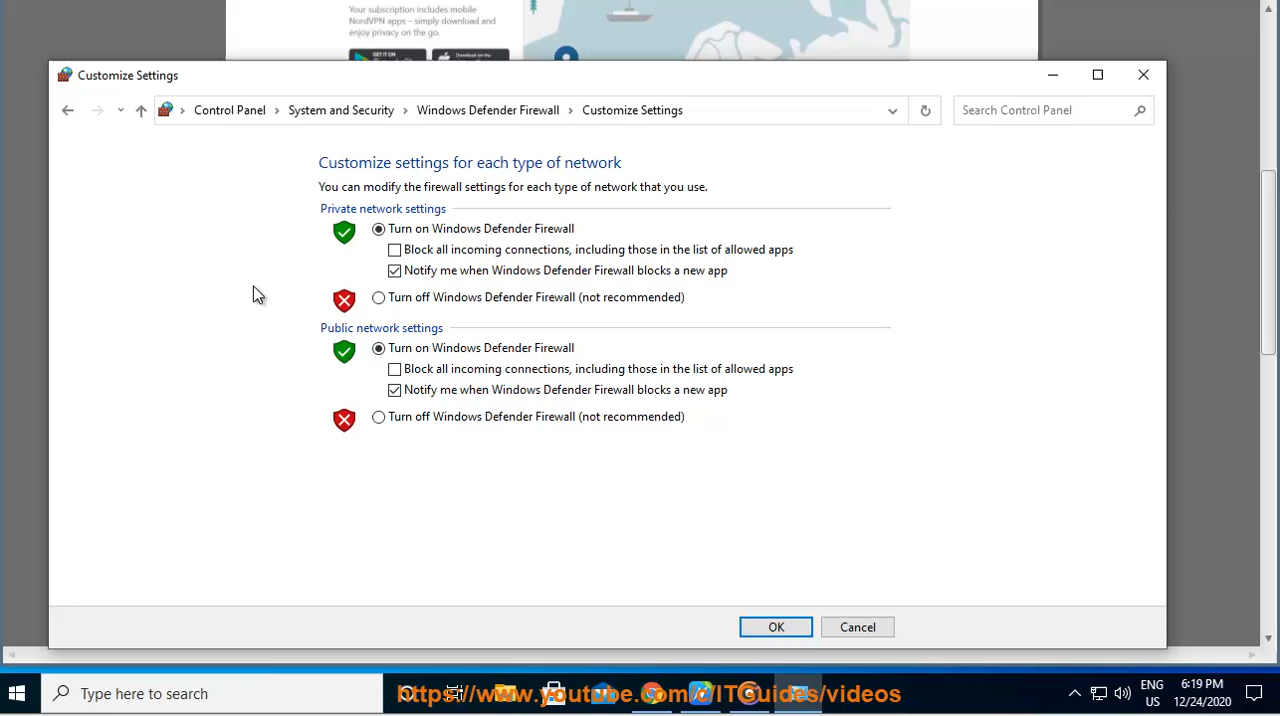 Your subscription includes mobile
NordVPN apps – simply download and
enjoy privacy on the go.
GET IT ON
Download on the
Customize Settings
Control Panel > System and Security > Windows Defender Firewall > Customize Settings
Search Control Panel
Customize settings for each type of network
You can modify the firewall settings for each type of network that you use.
Private network settings
Turn on Windows Defender Firewall
Block all incoming connections, including those in the list of allowed apps
Notify me when Windows Defender Firewall blocks a new app
Turn off Windows Defender Firewall (not recommended)
Public network settings
Turn on Windows Defender Firewall
Block all incoming connections, including those in the list of allowed apps
Notify me when Windows Defender Firewall blocks a new app
Turn off Windows Defender Firewall (not recommended)
OK
Cancel
Type here to search
https://www.youtube.com/c/ITGuides/videos
ENG
US
6:19 PM
12/24/2020